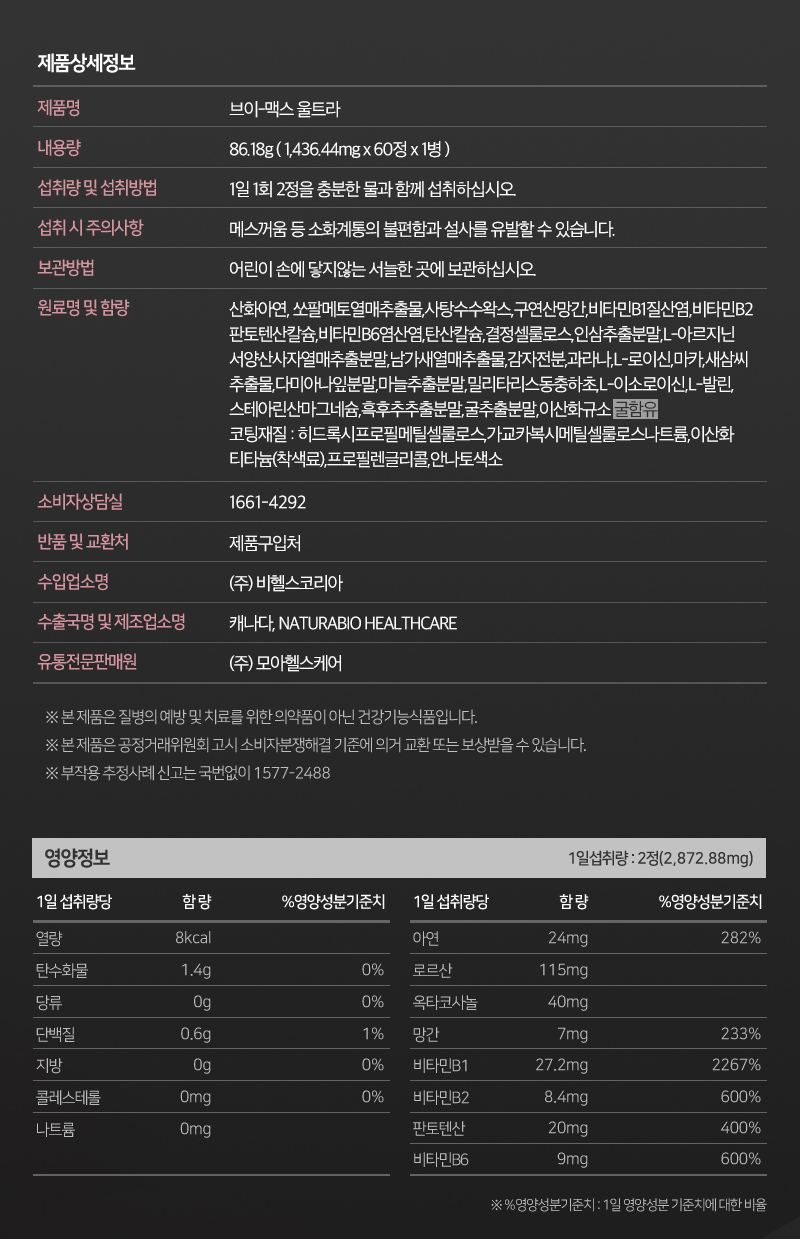 제품상세정보
제품명 브이-맥스 울트라
내용량 86.18g ( 1,436.44mg x 60정 x 1병 )
섭취량 및 섭취방법 1일 1회 2정을 충분한 물과 함께 섭취하십시오.
섭취 시 주의사항 메스꺼움 등 소화계통의 불편함과 설사를 유발할 수 있습니다.
보관방법 어린이 손에 닿지않는 서늘한 곳에 보관하십시오.
원료명 및 함량 산화아연, 쏘팔메토열매추출물,사탕수수왁스,구연산망간,비타민B1질산염,비타민B2
판토텐산칼슘,비타민B6염산염,탄산칼슘,결정셀룰로스,인삼추출분말,L-아르지닌
서양산사자열매추출분말,남가새열매추출물,감자전분,과라나,L-로이신,마카,새삼씨
추출물,다미아나잎분말,마늘추출분말,밀리타리스동충하초,L-이소로이신,L-발린,
스테아린산마그네슘,흑후추추출분말,굴추출분말,이산화규소 굴함유
코팅재질 : 히드록시프로필메틸셀룰로스,가교카복시메틸셀룰로스나트륨,이산화
티타늄(착색료),프로필렌글리콜,안나토색소
소비자상담실 1661-4292
반품 및 교환처 제품구입처
수입업소명 (주) 비헬스코리아
수출국명 및 제조업소명 캐나다, NATURABIO HEALTHCARE
유통전문판매원 (주) 모아헬스케어
※ 본 제품은 질병의 예방 및 치료를 위한 의약품이 아닌 건강기능식품입니다.
※ 본 제품은 공정거래위원회 고시 소비자분쟁해결 기준에 의거 교환 또는 보상받을 수 있습니다.
※ 부작용 추정사례 신고는 국번없이 1577-2488
영양정보 1일섭취량 : 2정(2,872.88mg)
1일 섭취량당 함 량 %영양성분기준치 1일 섭취량당 함 량 %영양성분기준치
열량 8kcal 아연 24mg 282%
탄수화물 1.4g 0% 로르산 115mg
당류 0g 0% 옥타코사놀 40mg
단백질 0.6g 1% 망간 7mg 233%
지방 0g 0% 비타민B1 27.2mg 2267%
콜레스테롤 0mg 0% 비타민B2 8.4mg 600%
나트륨 0mg 판토텐산 20mg 400%
비타민B6 9mg 600%
※ %영양성분기준치 : 1일 영양성분 기준치에 대한 비율